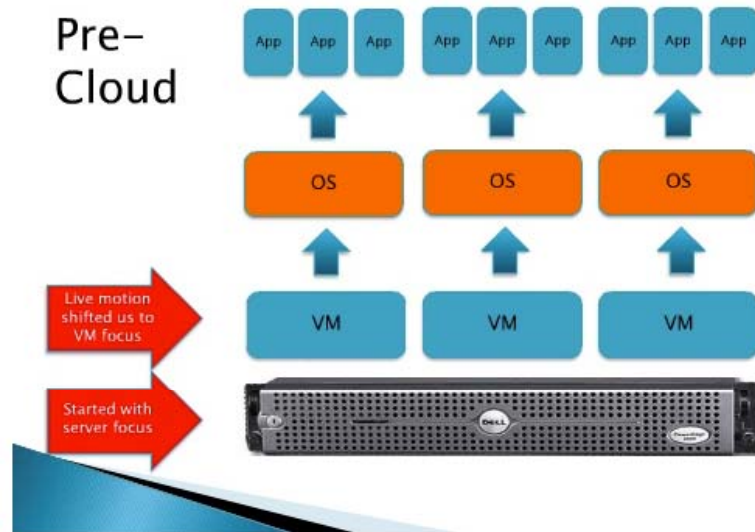 Pre-
Cloud
App App App App App App App App App
OS OS OS
Live motion
shifted us to
VM focus
VM VM VM
Started with
server focus
DELL